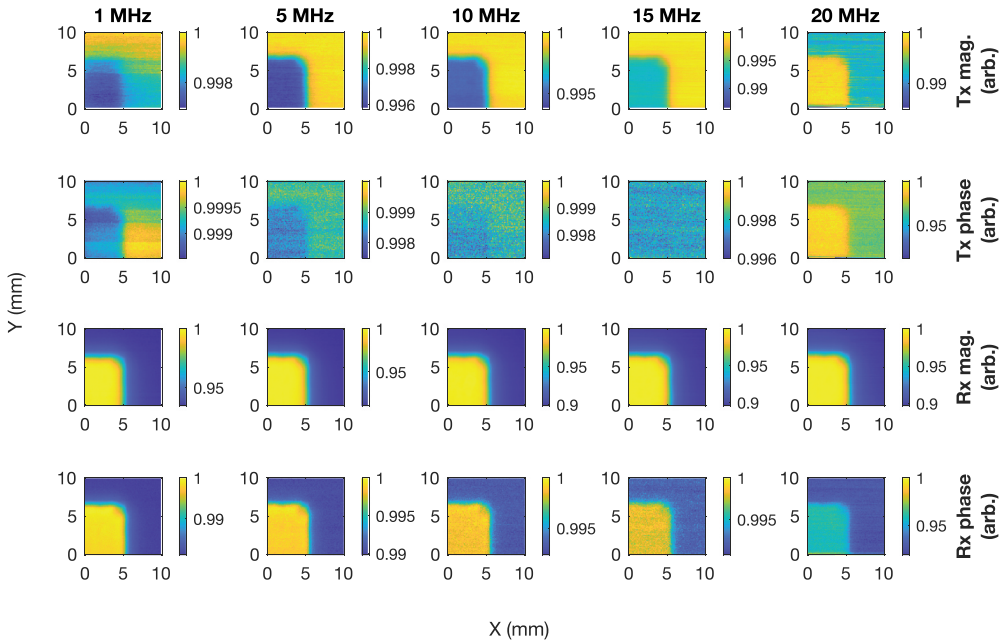 1 MHz 5 MHz 10 MHz 15 MHz 20 MHz
10 5 0 0 5 10 1 0.998
10 5 0 0 5 10 1 0.998 0.996
10 5 0 0 5 10 1 0.995
10 5 0 0 5 10 1 0.995 0.99
10 5 0 0 5 10 1 0.99
Tx mag.
(arb.)
10 5 0 0 5 10 1 0.9995 0.999
10 5 0 0 5 10 1 0.999 0.998
10 5 0 0 5 10 1 0.999 0.998
10 5 0 0 5 10 1 0.998 0.996
10 5 0 0 5 10 1 0.95
Tx phase
(arb.)
Y (mm)
10 5 0 0 5 10 1 0.95
10 5 0 0 5 10 1 0.95
10 5 0 0 5 10 1 0.95 0.9
10 5 0 0 5 10 1 0.95 0.9
10 5 0 0 5 10 1 0.95 0.9
Rx mag.
(arb.)
10 5 0 0 5 10 1 0.99
10 5 0 0 5 10 1 0.995 0.99
10 5 0 0 5 10 1 0.995
10 5 0 0 5 10 1 0.995
10 5 0 0 5 10 1 0.95
Rx phase
(arb.)
X (mm)